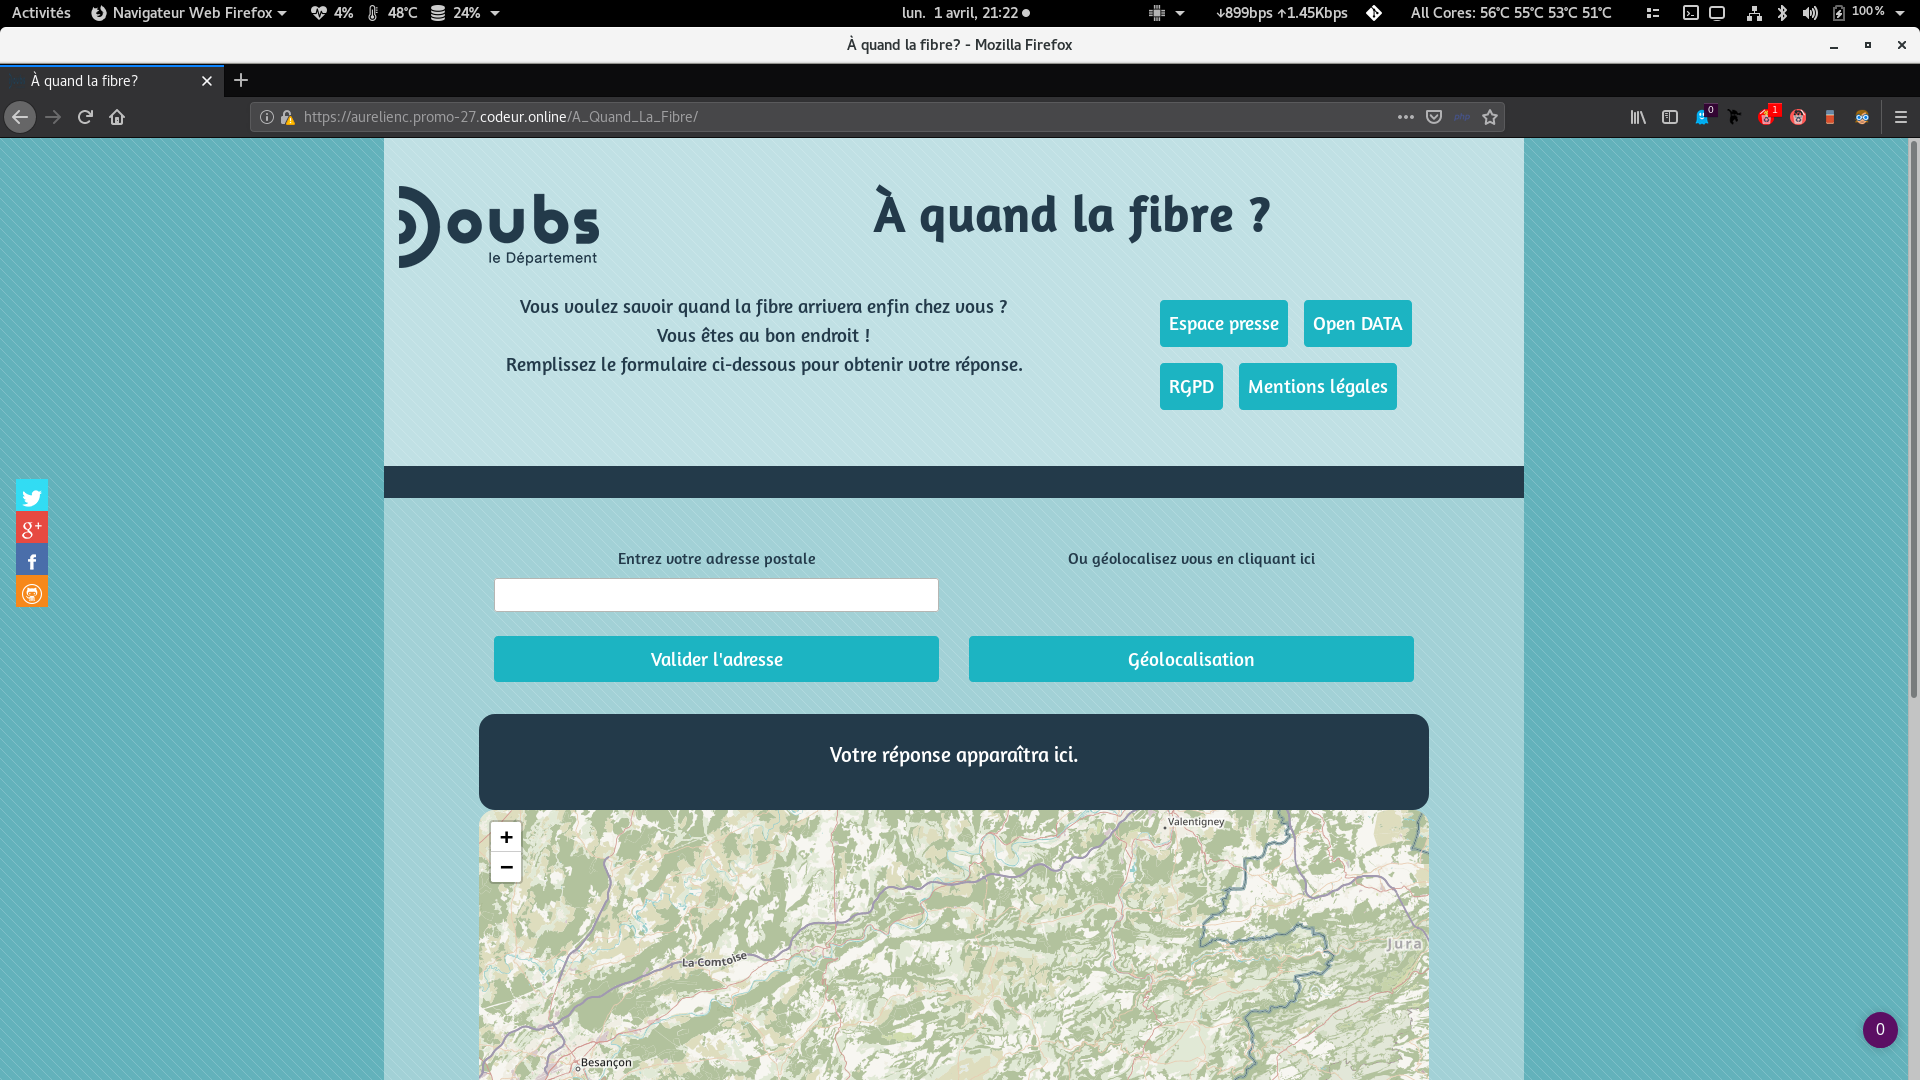 Activités
Navigateur Web Firefox
4%
48°C
24%
lun. 1 avril, 21:22
↓899bps ↑1.45Kbps
All Cores: 56°C 55°C 53°C 51°C
100 %
À quand la fibre? - Mozilla Firefox
À quand la fibre?
https://aurelienc.promo-27.codeur.online/A_Quand_La_Fibre/
0
1
Doubs
le Département
À quand la fibre ?
Vous voulez savoir quand la fibre arrivera enfin chez vous ?
Vous êtes au bon endroit !
Remplissez le formulaire ci-dessous pour obtenir votre réponse.
Espace presse
Open DATA
RGPD
Mentions légales
g+
f
Entrez votre adresse postale
Ou géolocalisez vous en cliquant ici
Valider l'adresse
Géolocalisation
Votre réponse apparaîtra ici.
+
−
Valentigney
Jura
La Comtoise
Besançon
0